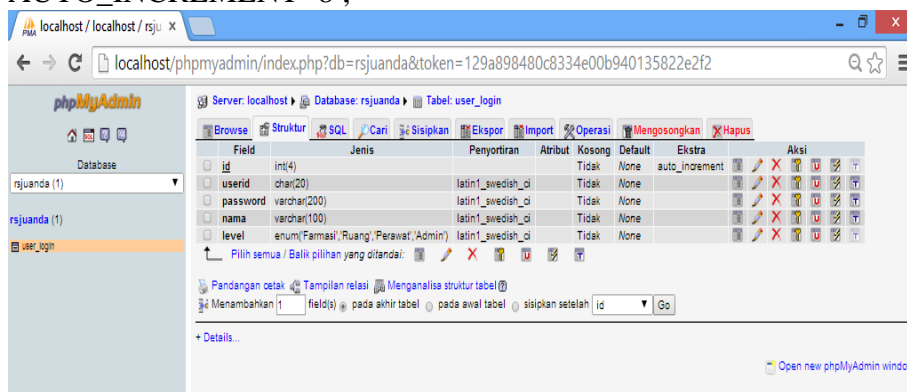 AUTO_INCREMENT=8 ;
localhost / localhost / rsju x
localhost/phpmyadmin/index.php?db=rsjuanda&token=129a898480c8334e00b940135822e2f2
phpMyAdmin
Database
rsjuanda (1)
rsjuanda (1)
user_login
Server: localhost ▸ Database: rsjuanda ▸ Tabel: user_login
Browse Struktur SQL Cari Sisipkan Ekspor Import Operasi Mengosongkan Hapus
Field Jenis Penyortiran Atribut Kosong Default Ekstra Aksi
id int(4) Tidak None auto_increment
userid char(20) latin1_swedish_ci Tidak None
password varchar(200) latin1_swedish_ci Tidak None
nama varchar(100) latin1_swedish_ci Tidak None
level enum('Farmasi','Ruang','Perawat','Admin') latin1_swedish_ci Tidak None
Pilih semua / Balik pilihan yang ditandai:
Pandangan cetak Tampilan relasi Menganalisa struktur tabel
Menambahkan 1 field(s) pada akhir tabel pada awal tabel sisipkan setelah id Go
+ Details...
Open new phpMyAdmin windo